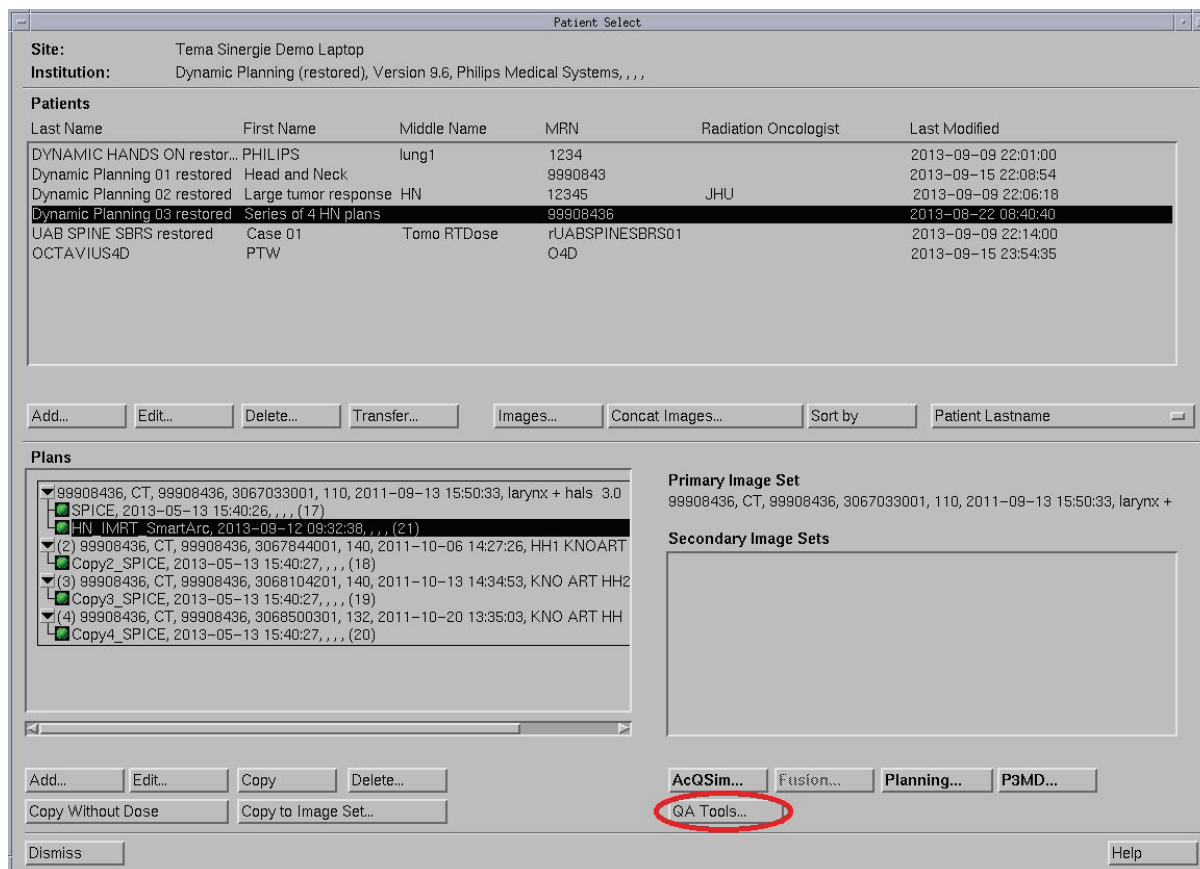 Patient Select
Site: Tema Sinergie Demo Laptop
Institution: Dynamic Planning (restored), Version 9.6, Philips Medical Systems, , , ,
Patients
Last Name First Name Middle Name MRN Radiation Oncologist Last Modified
DYNAMIC HANDS ON restor... PHILIPS lung1 1234 2013-09-09 22:01:00
Dynamic Planning 01 restored Head and Neck 9990843 2013-09-15 22:08:54
Dynamic Planning 02 restored Large tumor response HN 12345 JHU 2013-09-09 22:06:18
Dynamic Planning 03 restored Series of 4 HN plans 99908436 2013-08-22 08:40:40
UAB SPINE SBRS restored Case 01 Tomo RTDose rUABSPINESBRS01 2013-09-09 22:14:00
OCTAVIUS4D PTW O4D 2013-09-15 23:54:35
Add... Edit... Delete... Transfer... Images... Concat Images... Sort by Patient Lastname
Plans
99908436, CT, 99908436, 3067033001, 110, 2011-09-13 15:50:33, larynx + hals 3.0
SPICE, 2013-05-13 15:40:26, , , , (17)
HN_IMRT_SmartArc, 2013-09-12 09:32:38, , , , (21)
(2) 99908436, CT, 99908436, 3067844001, 140, 2011-10-06 14:27:26, HH1 KNOART
Copy2_SPICE, 2013-05-13 15:40:27, , , , (18)
(3) 99908436, CT, 99908436, 3068104201, 140, 2011-10-13 14:34:53, KNO ART HH2
Copy3_SPICE, 2013-05-13 15:40:27, , , , (19)
(4) 99908436, CT, 99908436, 3068500301, 132, 2011-10-20 13:35:03, KNO ART HH
Copy4_SPICE, 2013-05-13 15:40:27, , , , (20)
Primary Image Set
99908436, CT, 99908436, 3067033001, 110, 2011-09-13 15:50:33, larynx +
Secondary Image Sets
Add... Edit... Copy Delete... AcQSim... Fusion... Planning... P3MD...
Copy Without Dose Copy to Image Set... QA Tools...
Dismiss Help